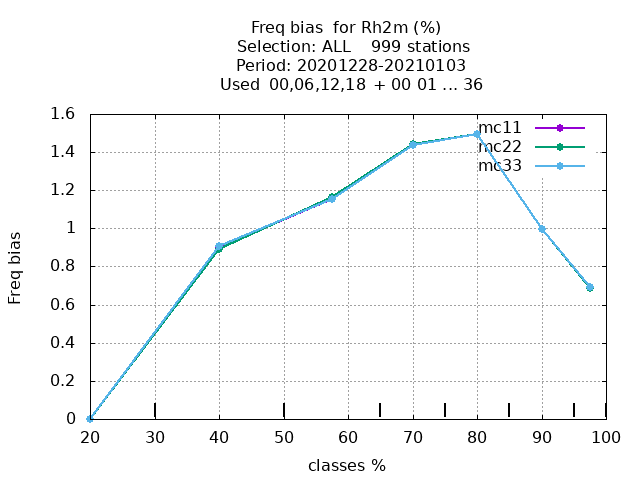 Freq bias  for Rh2m (%)
Selection: ALL    999 stations
Period: 20201228-20210103
Used  00,06,12,18  + 00 01 ... 36
1.6
1.4
1.2
1
0.8
0.6
0.4
0.2
0
Freq bias
mc11
mc22
mc33
20 30 40 50 60 70 80 90 100
classes %